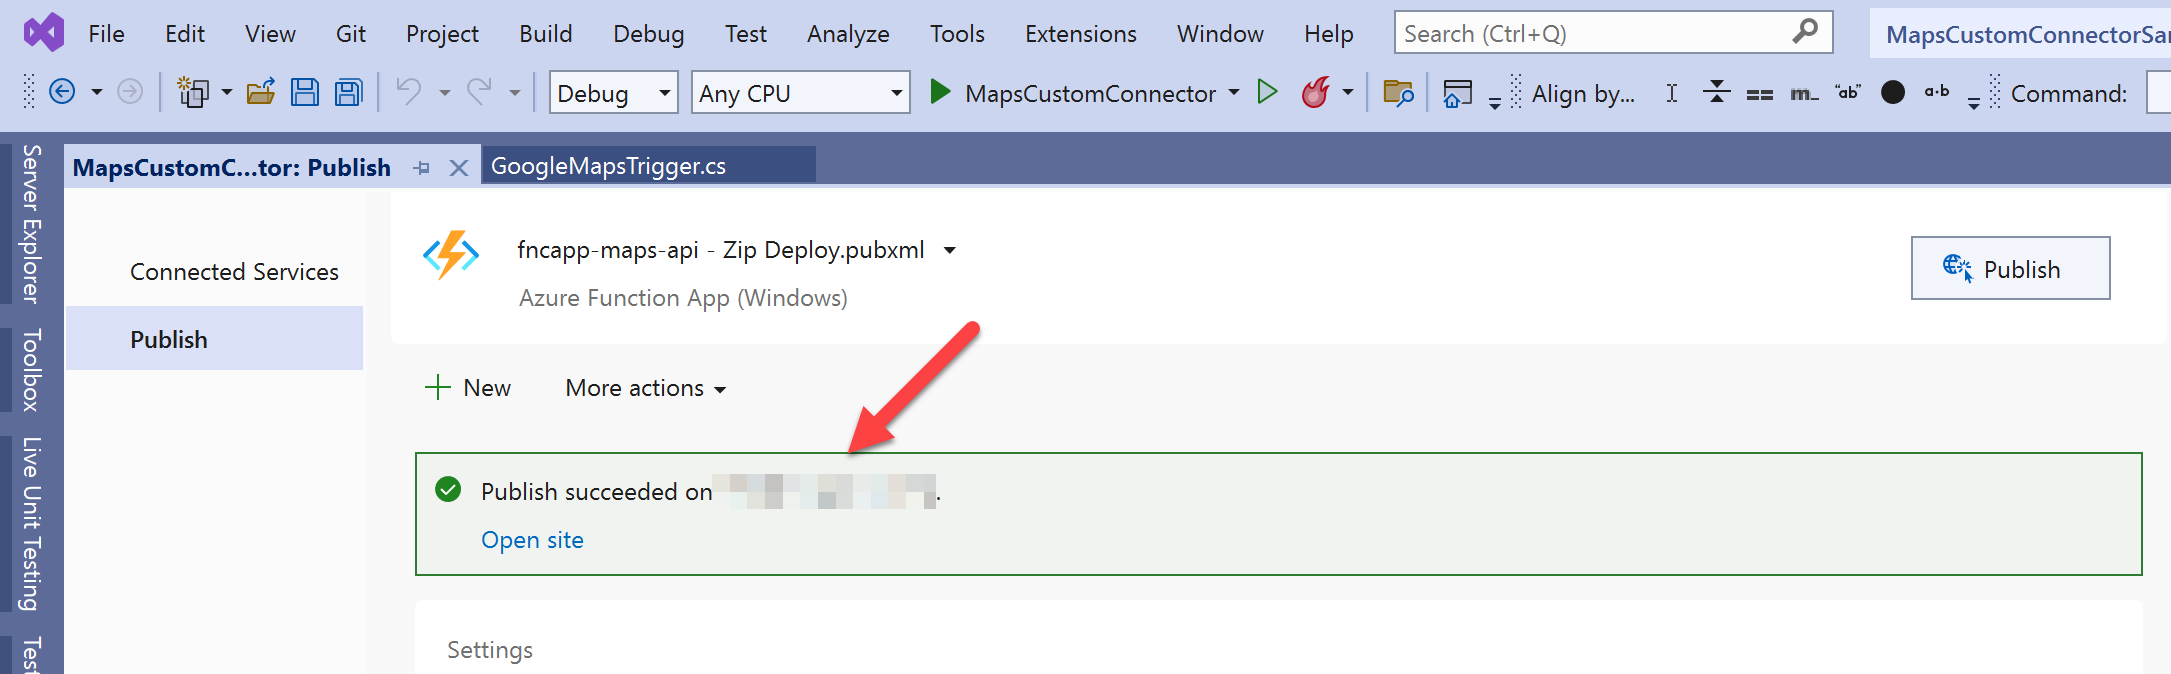 File Edit View Git Project Build Debug Test Analyze Tools Extensions Window Help Search (Ctrl+Q) MapsCustomConnectorSa
Debug Any CPU MapsCustomConnector Align by... "ab" a·b Command:
MapsCustomC...tor: Publish GoogleMapsTrigger.cs
Server Explorer
Toolbox
Live Unit Testing
Test
Connected Services
Publish
fncapp-maps-api - Zip Deploy.pubxml
Azure Function App (Windows)
Publish
New More actions
Publish succeeded on .
Open site
Settings